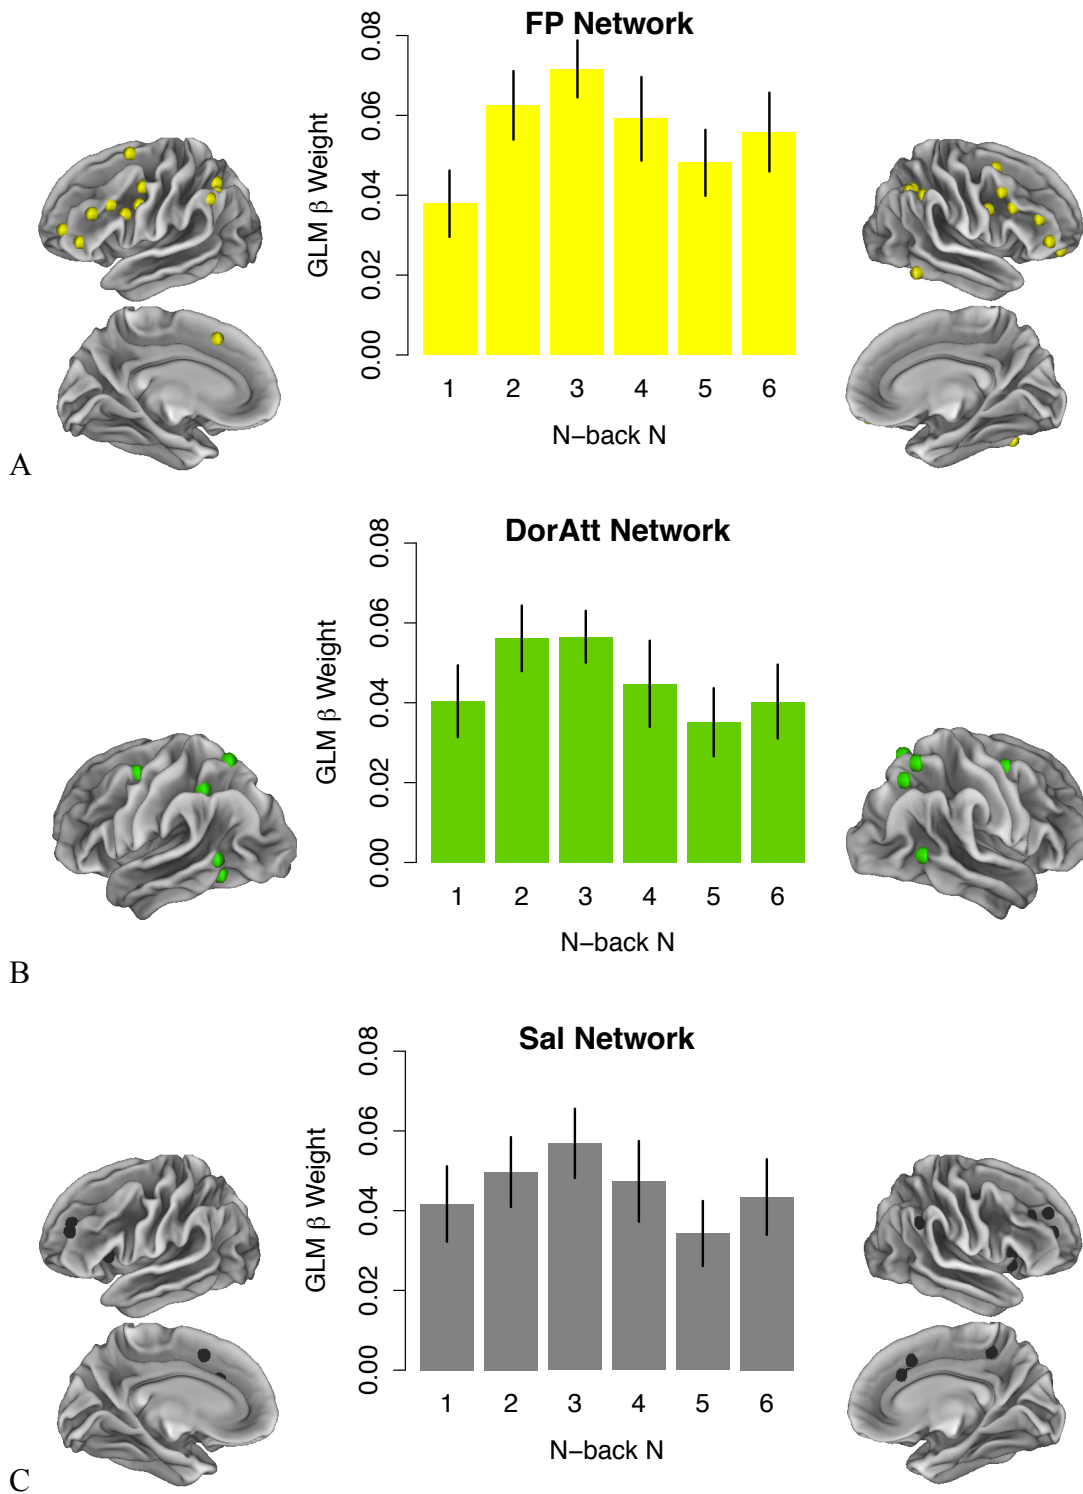 FP Network
0.08
0.06
0.04
0.02
0.00
GLM β Weight
1 2 3 4 5 6
N−back N
A
DorAtt Network
0.08
0.06
0.04
0.02
0.00
GLM β Weight
1 2 3 4 5 6
N−back N
B
Sal Network
0.08
0.06
0.04
0.02
0.00
GLM β Weight
1 2 3 4 5 6
N−back N
C